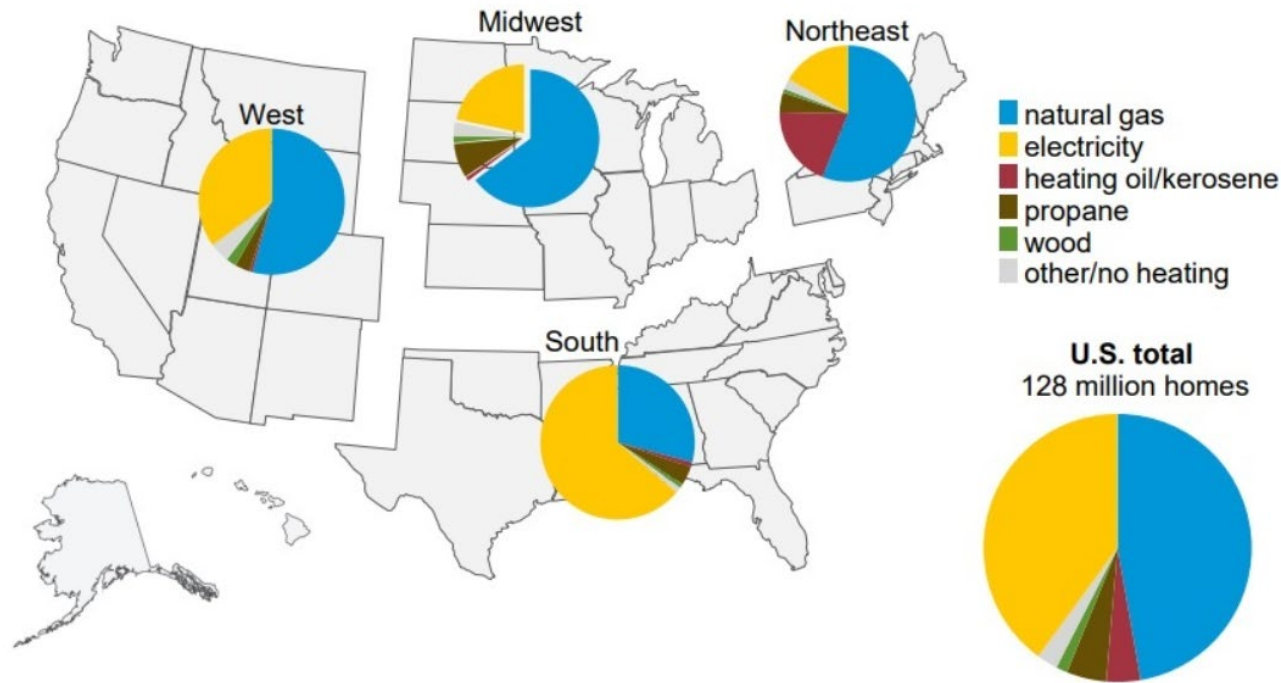 Midwest
Northeast
West
natural gas
electricity
heating oil/kerosene
propane
wood
other/no heating
South
U.S. total
128 million homes